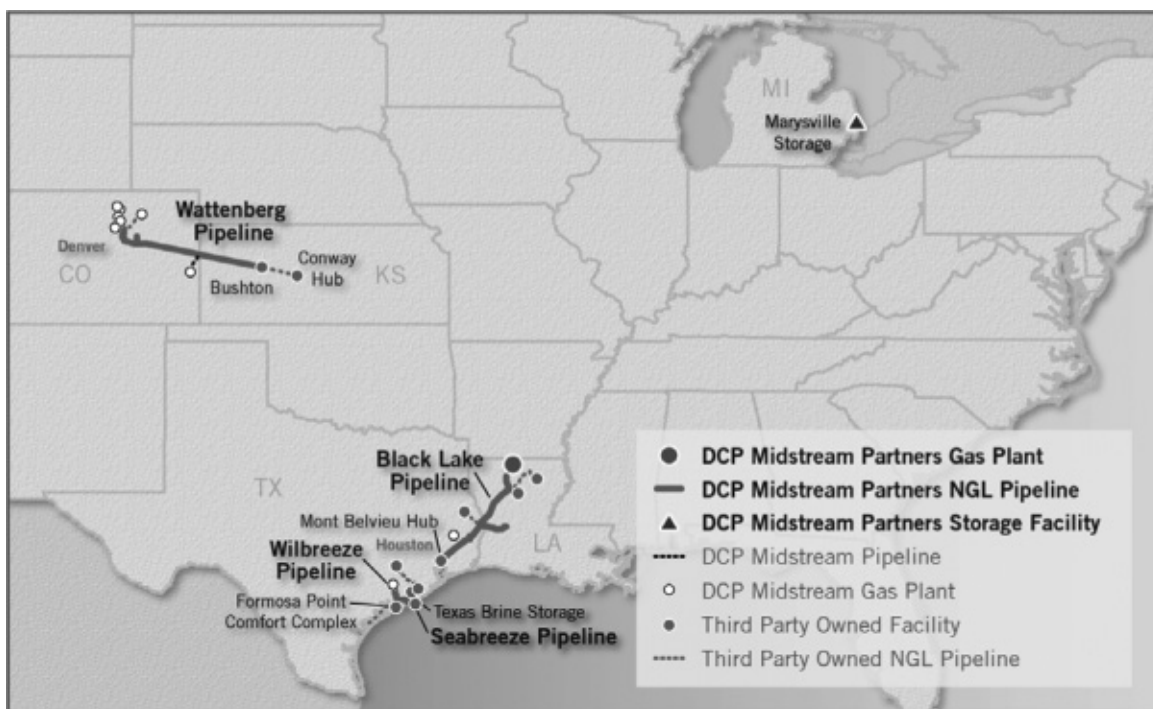 MI
Marysville
Storage
Wattenberg
Pipeline
Denver
CO
Conway
Hub
KS
Bushton
Black Lake
Pipeline
TX
Mont Belvieu Hub
Houston
LA
Wilbreeze
Pipeline
Formosa Point
Comfort Complex
Texas Brine Storage
Seabreeze Pipeline
DCP Midstream Partners Gas Plant
DCP Midstream Partners NGL Pipeline
DCP Midstream Partners Storage Facility
DCP Midstream Pipeline
DCP Midstream Gas Plant
Third Party Owned Facility
Third Party Owned NGL Pipeline